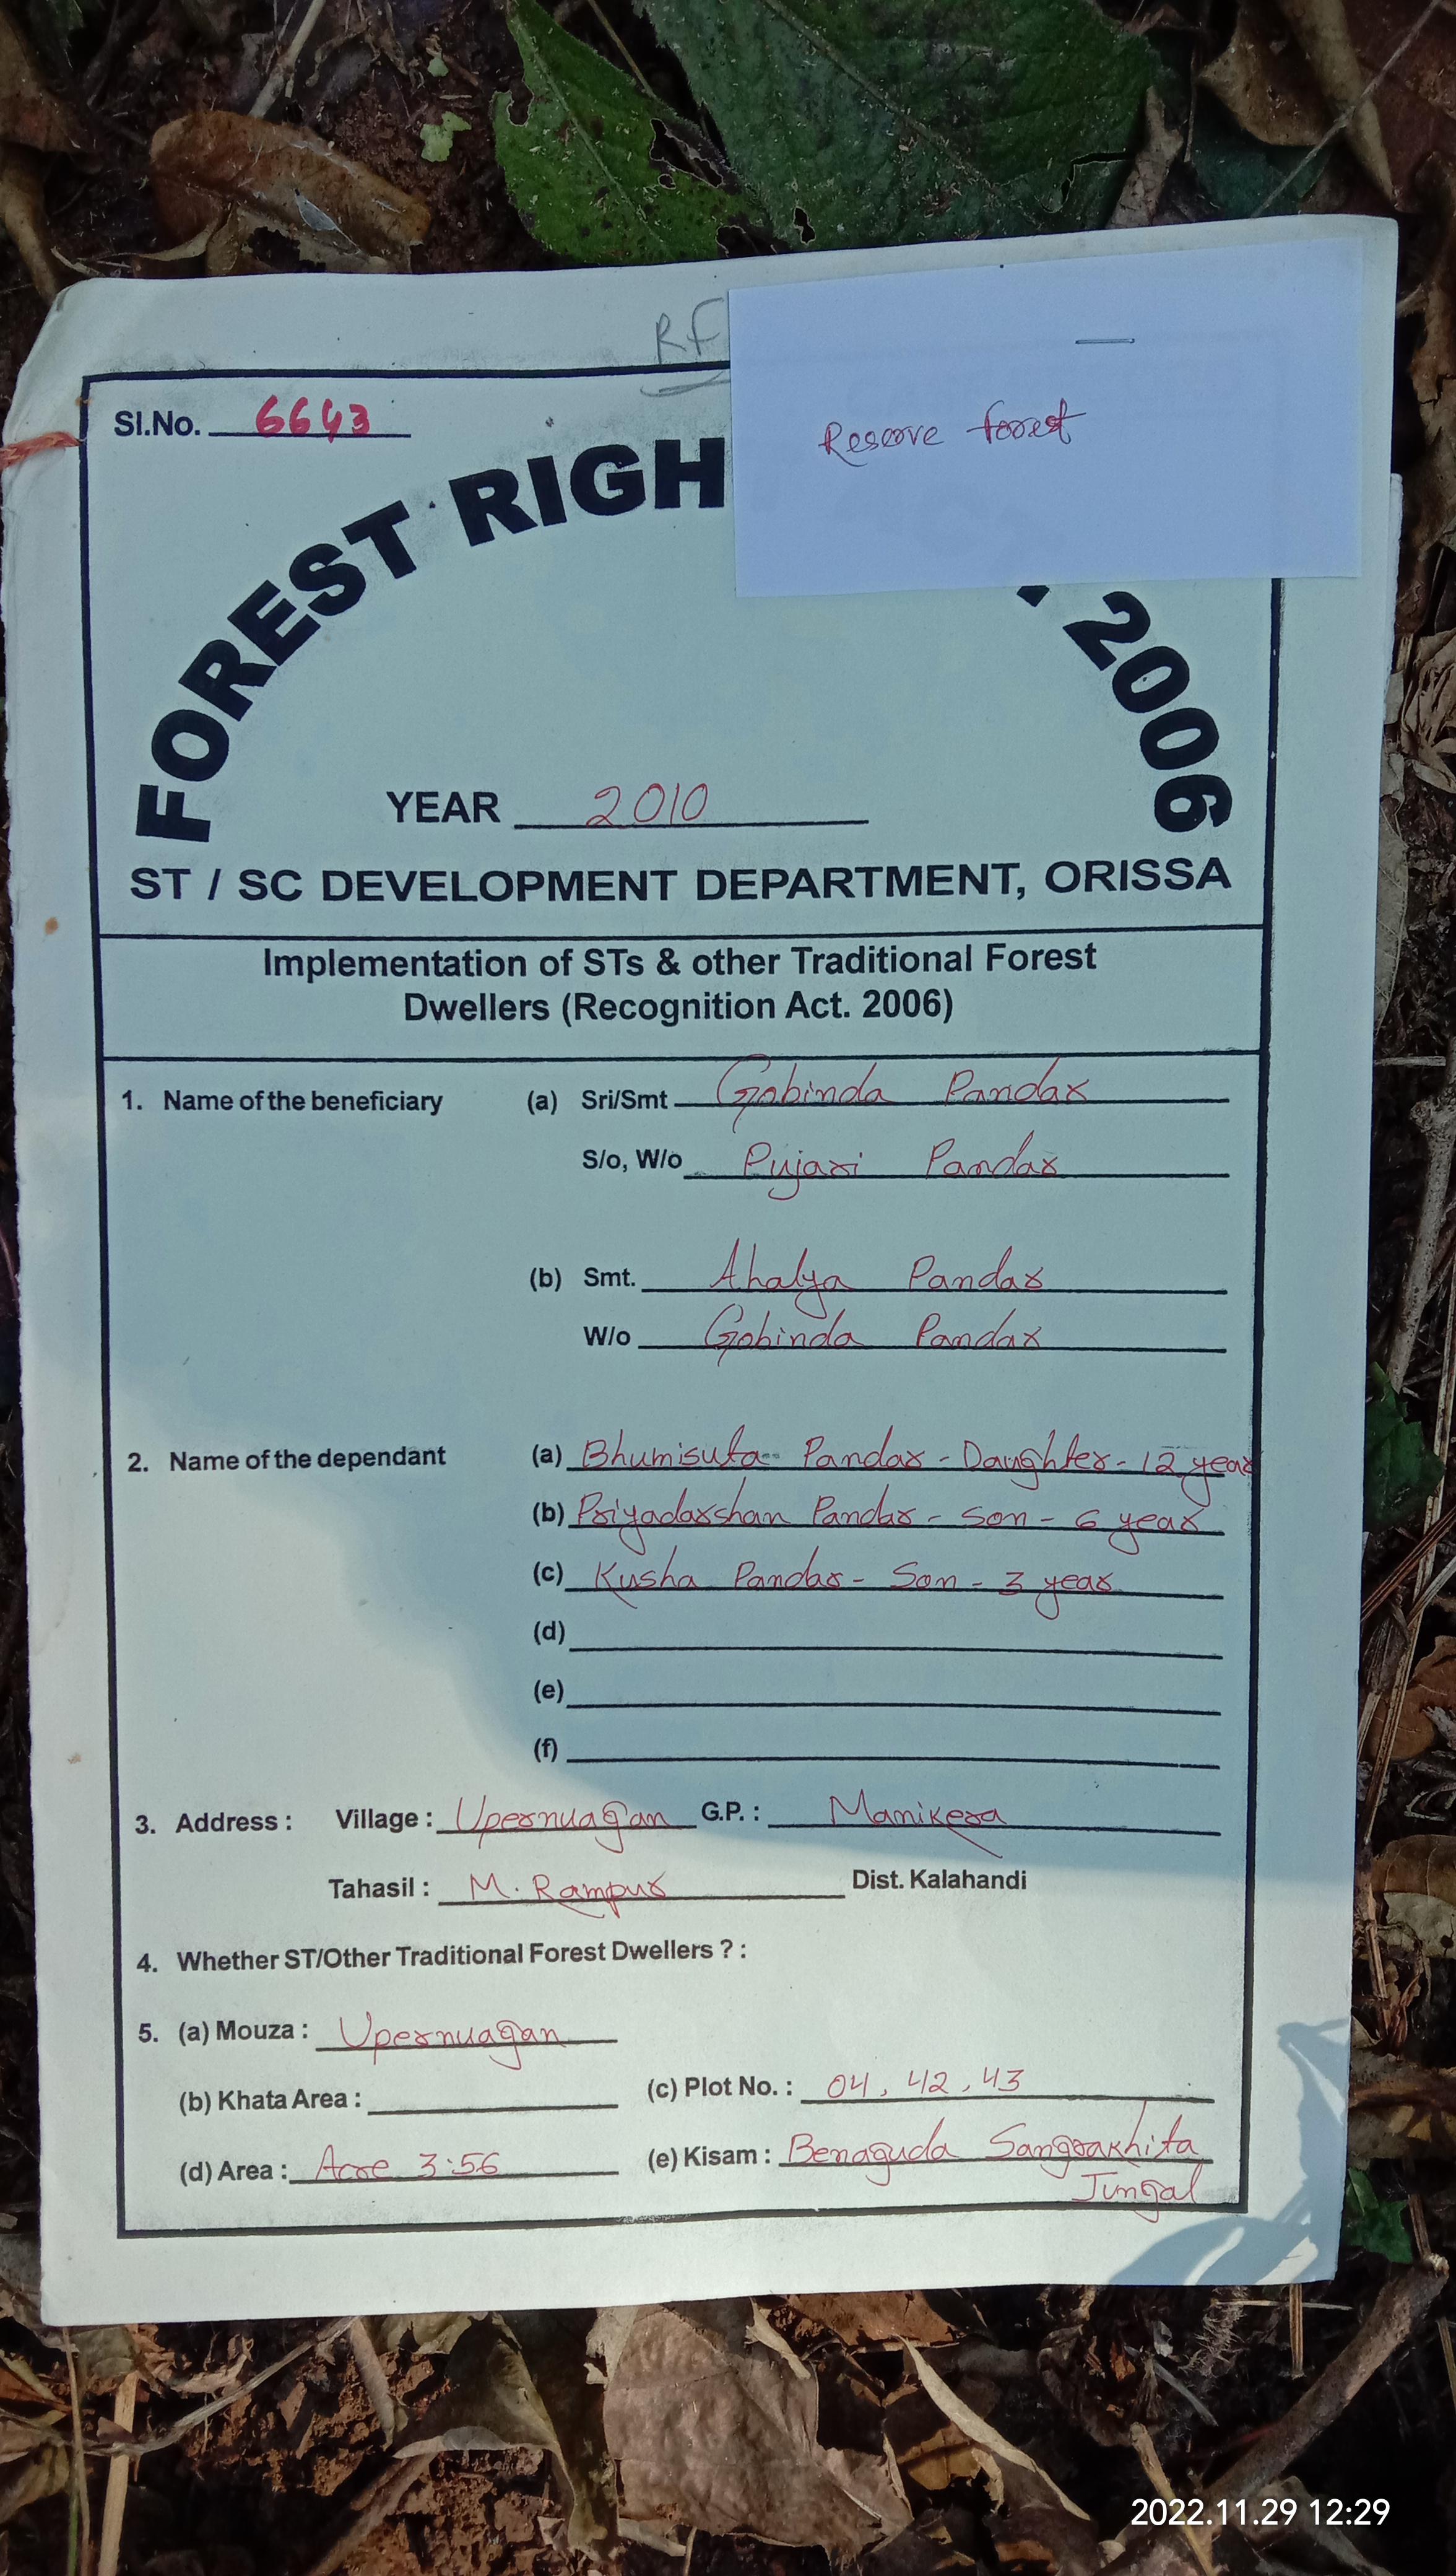 RF
Reserve forest
Sl.No. 6643
FOREST RIGH 2006
YEAR 2010
ST / SC DEVELOPMENT DEPARTMENT, ORISSA
Implementation of STs & other Traditional Forest
Dwellers (Recognition Act. 2006)
1. Name of the beneficiary (a) Sri/Smt Gobinda Pandar
S/o, W/o Pujari Pandar
(b) Smt. Ahalya Pandar
W/o Gobinda Pandar
2. Name of the dependant (a) Bhumisuta Pandar - Daughter - 12 year
(b) Priyadarshan Pandar - Son - 6 year
(c) Kusha Pandar - Son - 3 year
(d)
(e)
(f)
3. Address : Village : Upernuagan G.P. : Manikera
Tahasil : M. Rampur Dist. Kalahandi
4. Whether ST/Other Traditional Forest Dwellers ? :
5. (a) Mouza : Upernuagan
(b) Khata Area : (c) Plot No. : 04, 42, 43
(d) Area : Acre 3.56 (e) Kisam : Benaguda Sangrakhita
Jungal
2022.11.29 12:29